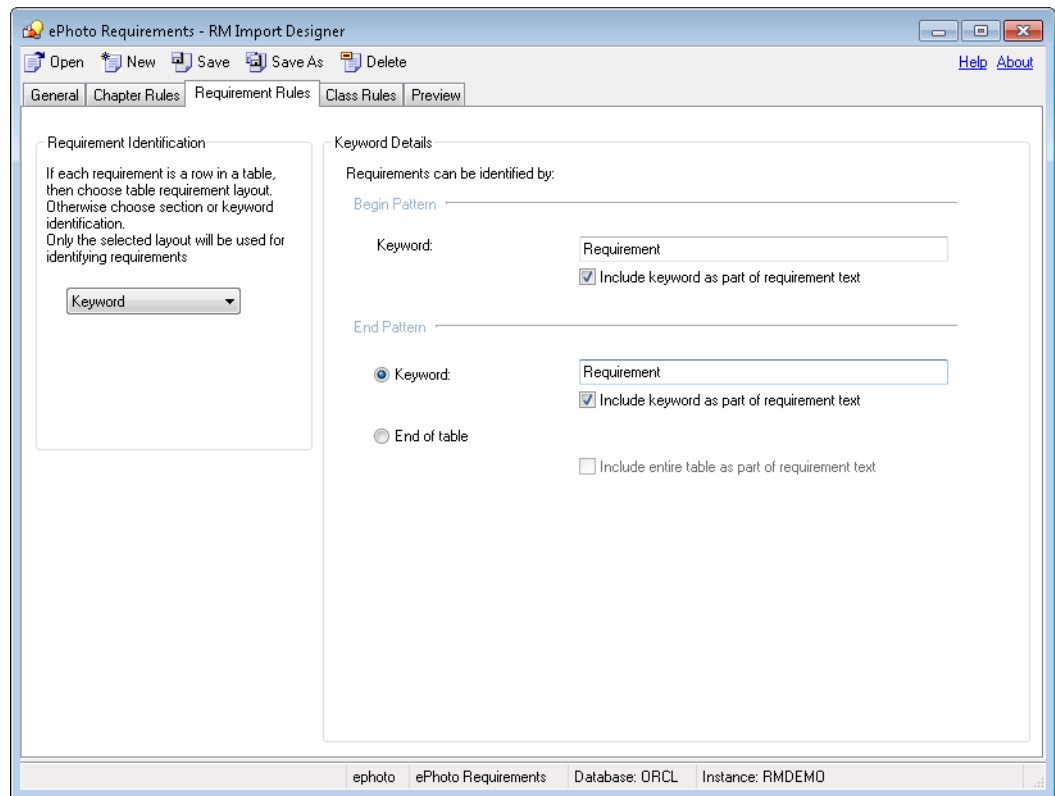 ePhoto Requirements - RM Import Designer
Open New Save Save As Delete Help About
General Chapter Rules Requirement Rules Class Rules Preview
Requirement Identification
If each requirement is a row in a table,
then choose table requirement layout.
Otherwise choose section or keyword
identification.
Only the selected layout will be used for
identifying requirements
Keyword
Keyword Details
Requirements can be identified by:
Begin Pattern
Keyword: Requirement
Include keyword as part of requirement text
End Pattern
Keyword: Requirement
Include keyword as part of requirement text
End of table
Include entire table as part of requirement text
ephoto ePhoto Requirements Database: ORCL Instance: RMDEMO